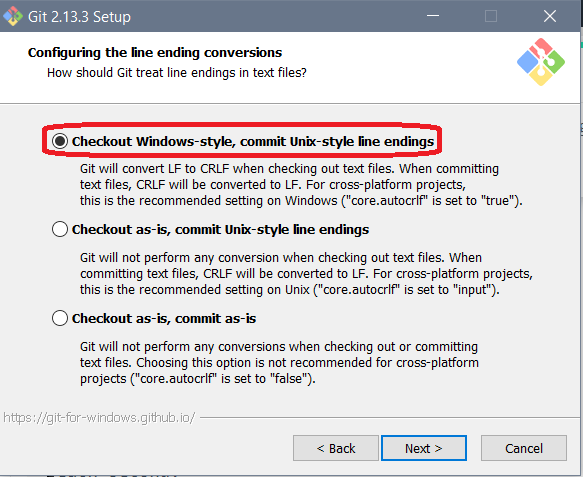 Git 2.13.3 Setup
Configuring the line ending conversions
How should Git treat line endings in text files?
Checkout Windows-style, commit Unix-style line endings
Git will convert LF to CRLF when checking out text files. When committing
text files, CRLF will be converted to LF. For cross-platform projects,
this is the recommended setting on Windows ("core.autocrlf" is set to "true").
Checkout as-is, commit Unix-style line endings
Git will not perform any conversion when checking out text files. When
committing text files, CRLF will be converted to LF. For cross-platform projects,
this is the recommended setting on Unix ("core.autocrlf" is set to "input").
Checkout as-is, commit as-is
Git will not perform any conversions when checking out or committing
text files. Choosing this option is not recommended for cross-platform
projects ("core.autocrlf" is set to "false").
https://git-for-windows.github.io/
< Back
Next >
Cancel